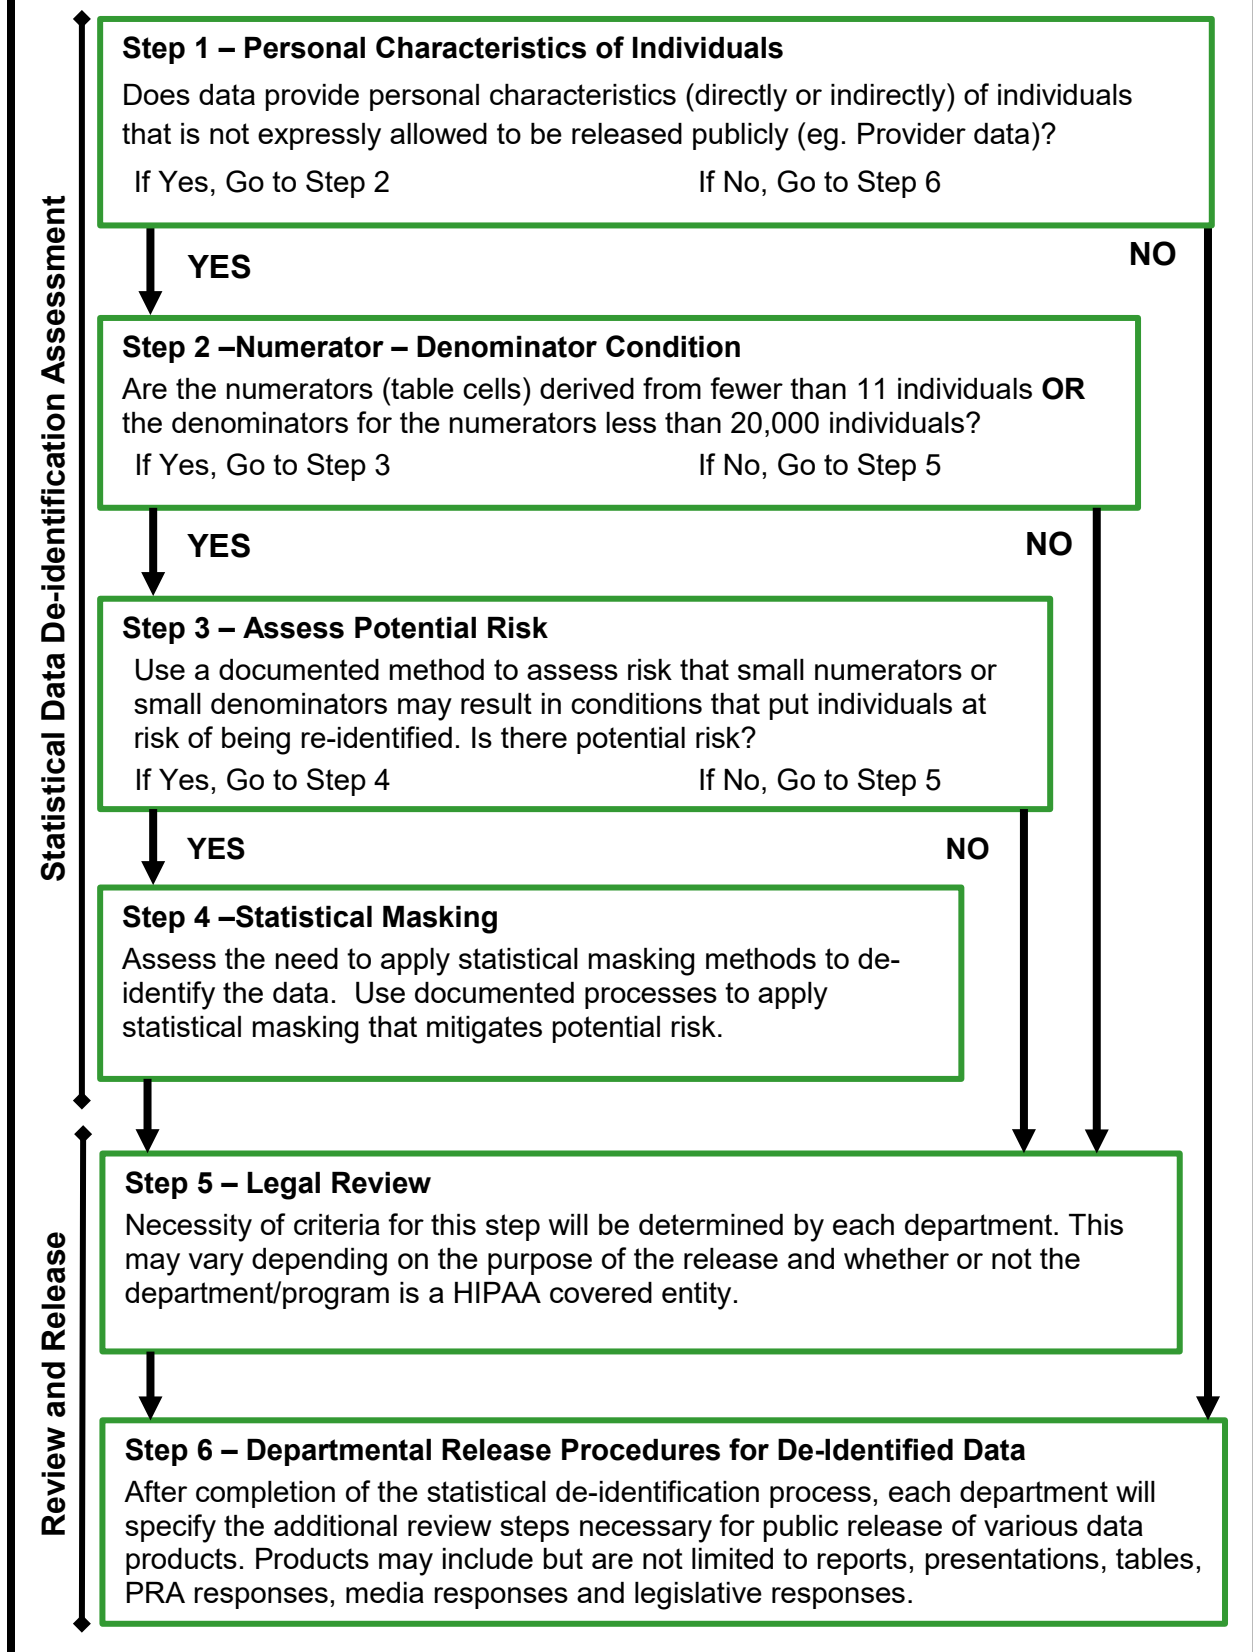 Statistical Data De-identification Assessment
Step 1 – Personal Characteristics of Individuals
Does data provide personal characteristics (directly or indirectly) of individuals
that is not expressly allowed to be released publicly (eg. Provider data)?
If Yes, Go to Step 2 If No, Go to Step 6
YES NO
Step 2 –Numerator – Denominator Condition
Are the numerators (table cells) derived from fewer than 11 individuals OR
the denominators for the numerators less than 20,000 individuals?
If Yes, Go to Step 3 If No, Go to Step 5
YES NO
Step 3 – Assess Potential Risk
Use a documented method to assess risk that small numerators or
small denominators may result in conditions that put individuals at
risk of being re-identified. Is there potential risk?
If Yes, Go to Step 4 If No, Go to Step 5
YES NO
Step 4 –Statistical Masking
Assess the need to apply statistical masking methods to de-
identify the data.  Use documented processes to apply
statistical masking that mitigates potential risk.
Review and Release
Step 5 – Legal Review
Necessity of criteria for this step will be determined by each department. This
may vary depending on the purpose of the release and whether or not the
department/program is a HIPAA covered entity.
Step 6 – Departmental Release Procedures for De-Identified Data
After completion of the statistical de-identification process, each department will
specify the additional review steps necessary for public release of various data
products. Products may include but are not limited to reports, presentations, tables,
PRA responses, media responses and legislative responses.